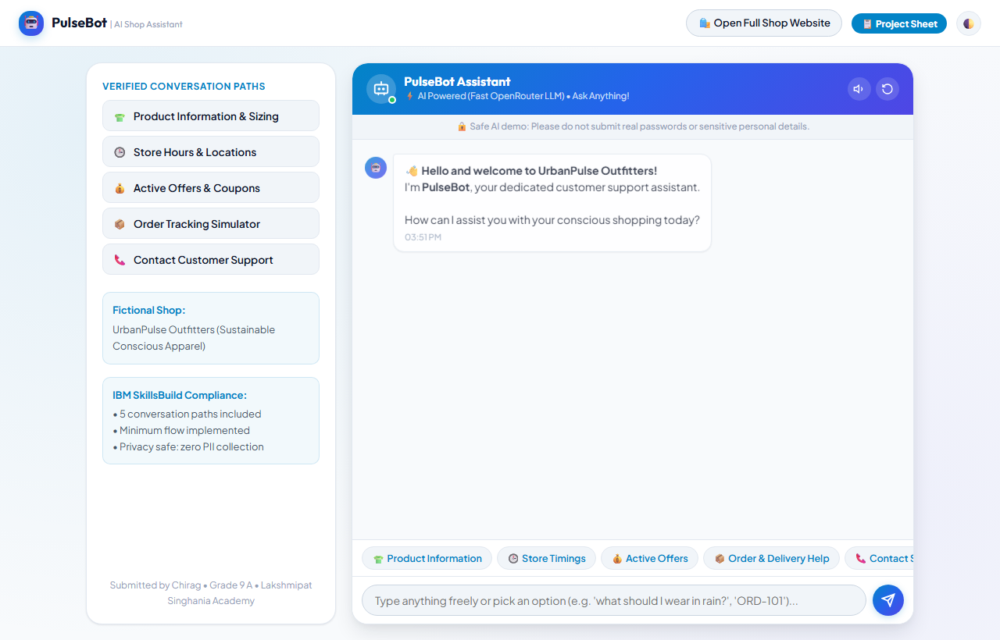 PulseBot | AI Shop Assistant
Open Full Shop Website
Project Sheet
VERIFIED CONVERSATION PATHS
Product Information & Sizing
Store Hours & Locations
Active Offers & Coupons
Order Tracking Simulator
Contact Customer Support
Fictional Shop:
UrbanPulse Outfitters (Sustainable
Conscious Apparel)
IBM SkillsBuild Compliance:
• 5 conversation paths included
• Minimum flow implemented
• Privacy safe: zero PII collection
Submitted by Chirag • Grade 9 A • Lakshmipat
Singhania Academy
PulseBot Assistant
AI Powered (Fast OpenRouter LLM) • Ask Anything!
Safe AI demo: Please do not submit real passwords or sensitive personal details.
Hello and welcome to UrbanPulse Outfitters!
I'm PulseBot, your dedicated customer support assistant.
How can I assist you with your conscious shopping today?
03:51 PM
Product Information
Store Timings
Active Offers
Order & Delivery Help
Contact S
Type anything freely or pick an option (e.g. 'what should I wear in rain?', 'ORD-101')...